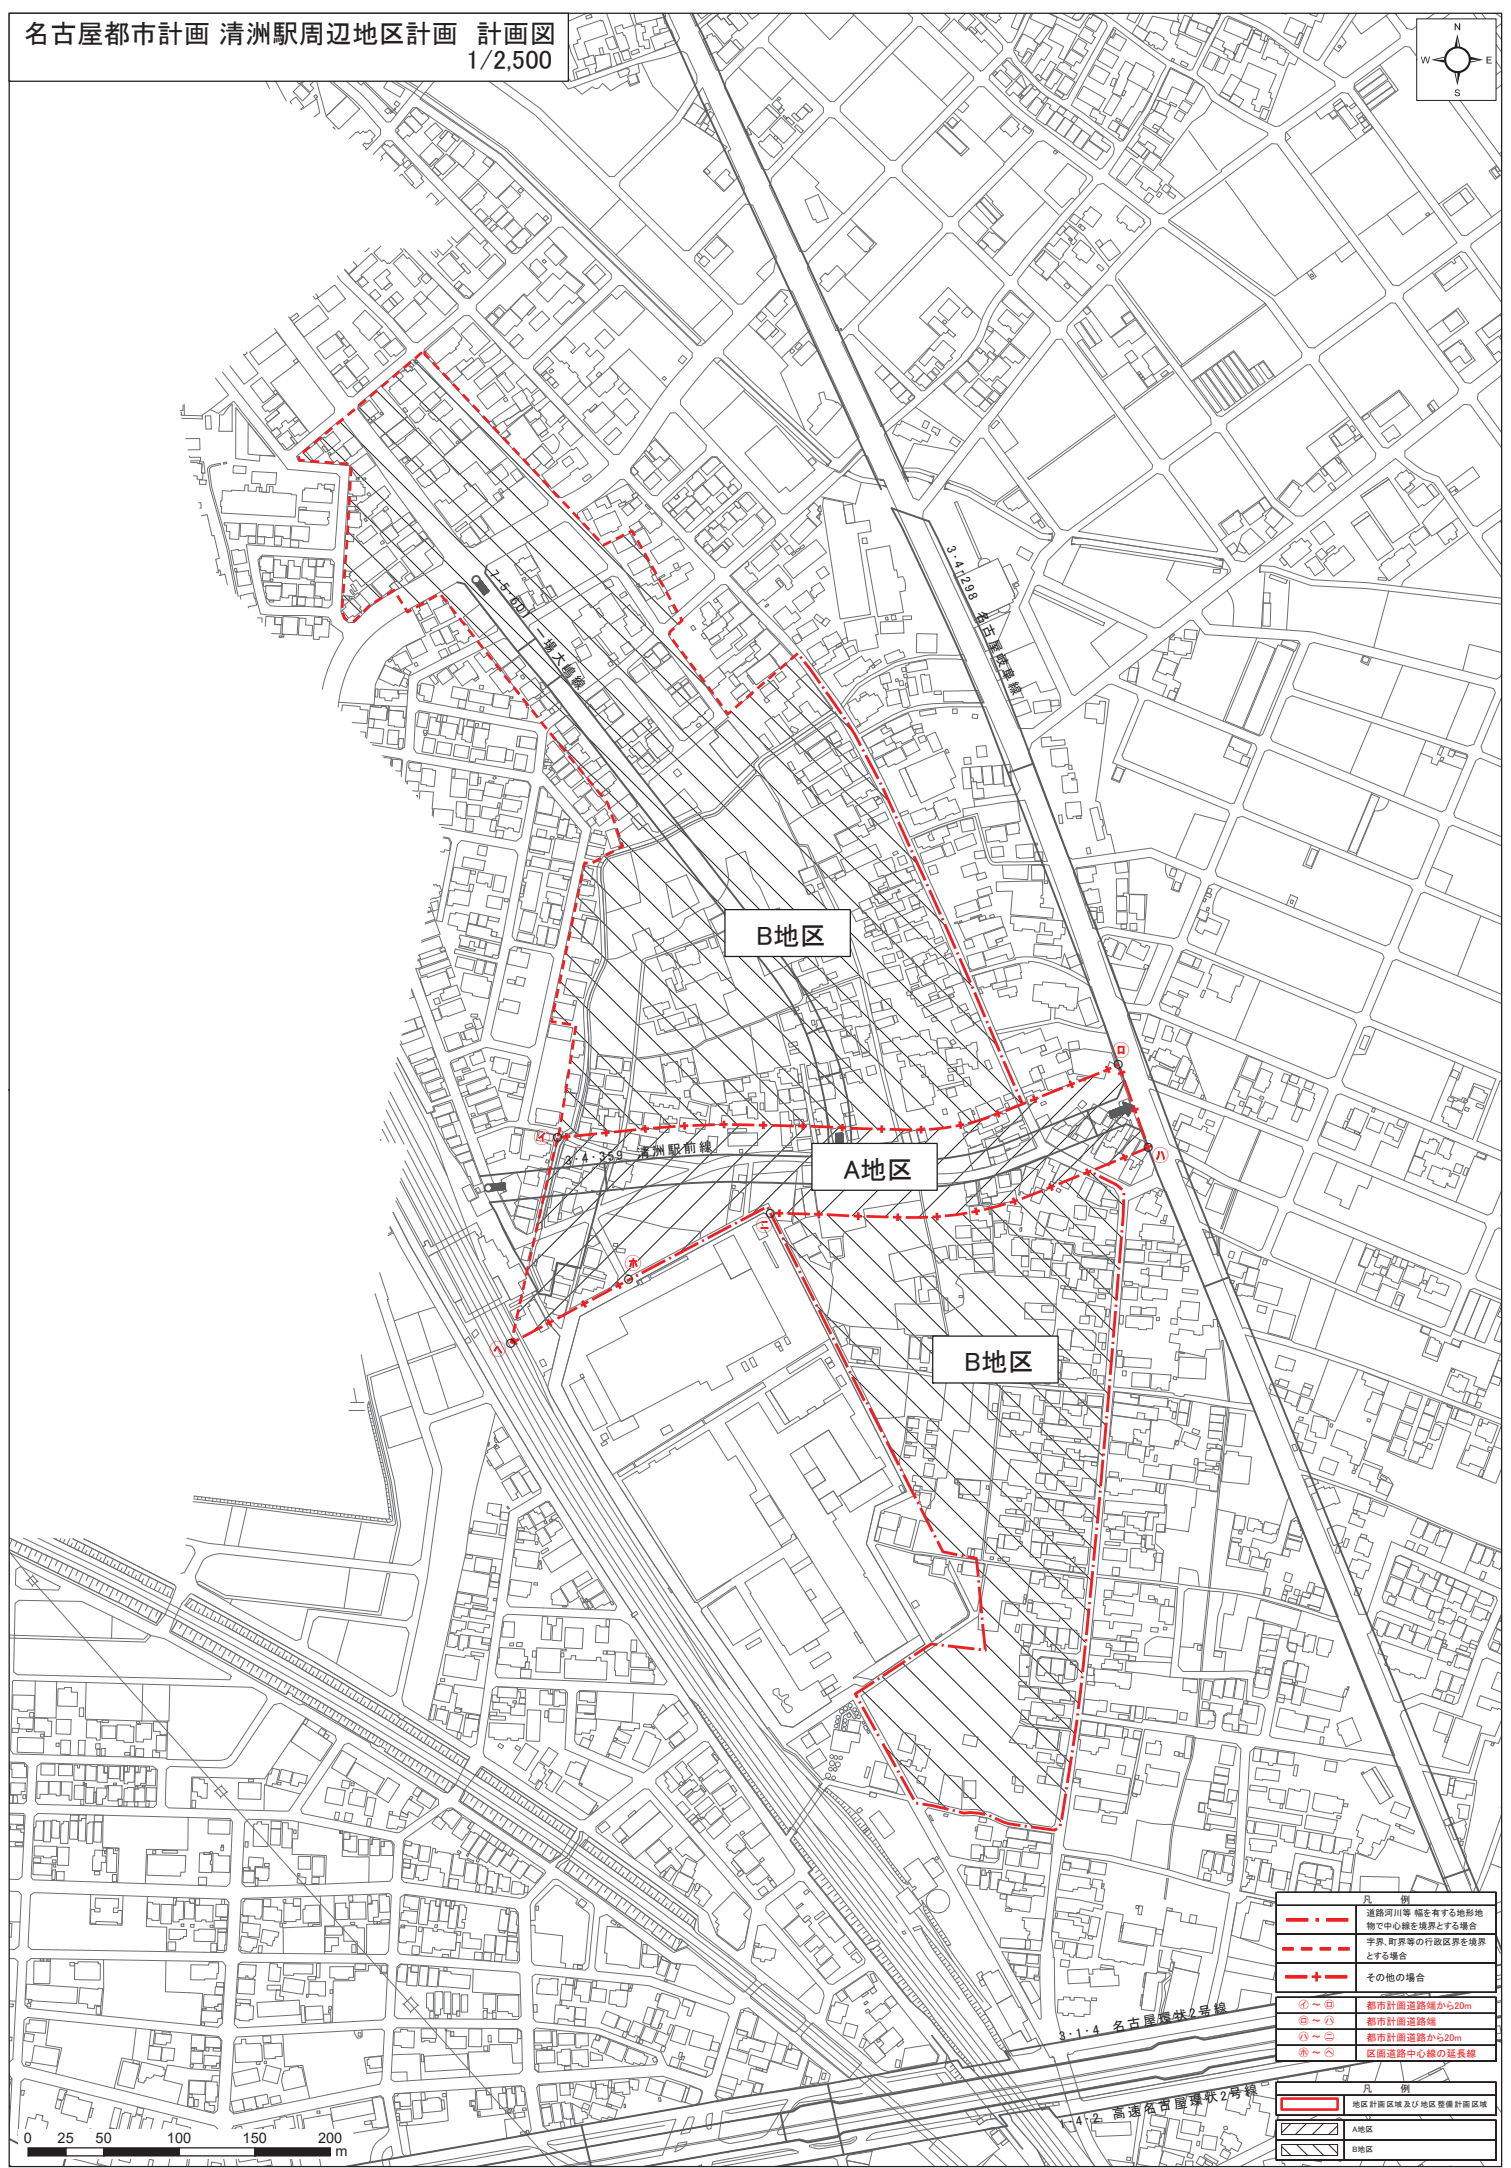 名古屋都市計画 清洲駅周辺地区計画 計画図
1/2,500
N
W
E
S
3・4・298 名古屋岐阜線
7・5・601 一場大嶋線
B地区
ロ
イ
3・4・359 清洲駅前線
A地区
ハ
ニ
ホ
ヘ
B地区
3・1・4 名古屋環状2号線
1・4・2 高速名古屋環状2号線
0 25 50 100 150 200 m
凡 例
道路河川等 幅を有する地形地
物で中心線を境界とする場合
字界、町界等の行政区界を境界
とする場合
その他の場合
イ ～ ロ 都市計画道路端から20m
ロ ～ ハ 都市計画道路端
ハ ～ ニ 都市計画道路から20m
ホ ～ ヘ 区画道路中心線の延長線
凡 例
地区計画区域及び地区整備計画区域
A地区
B地区